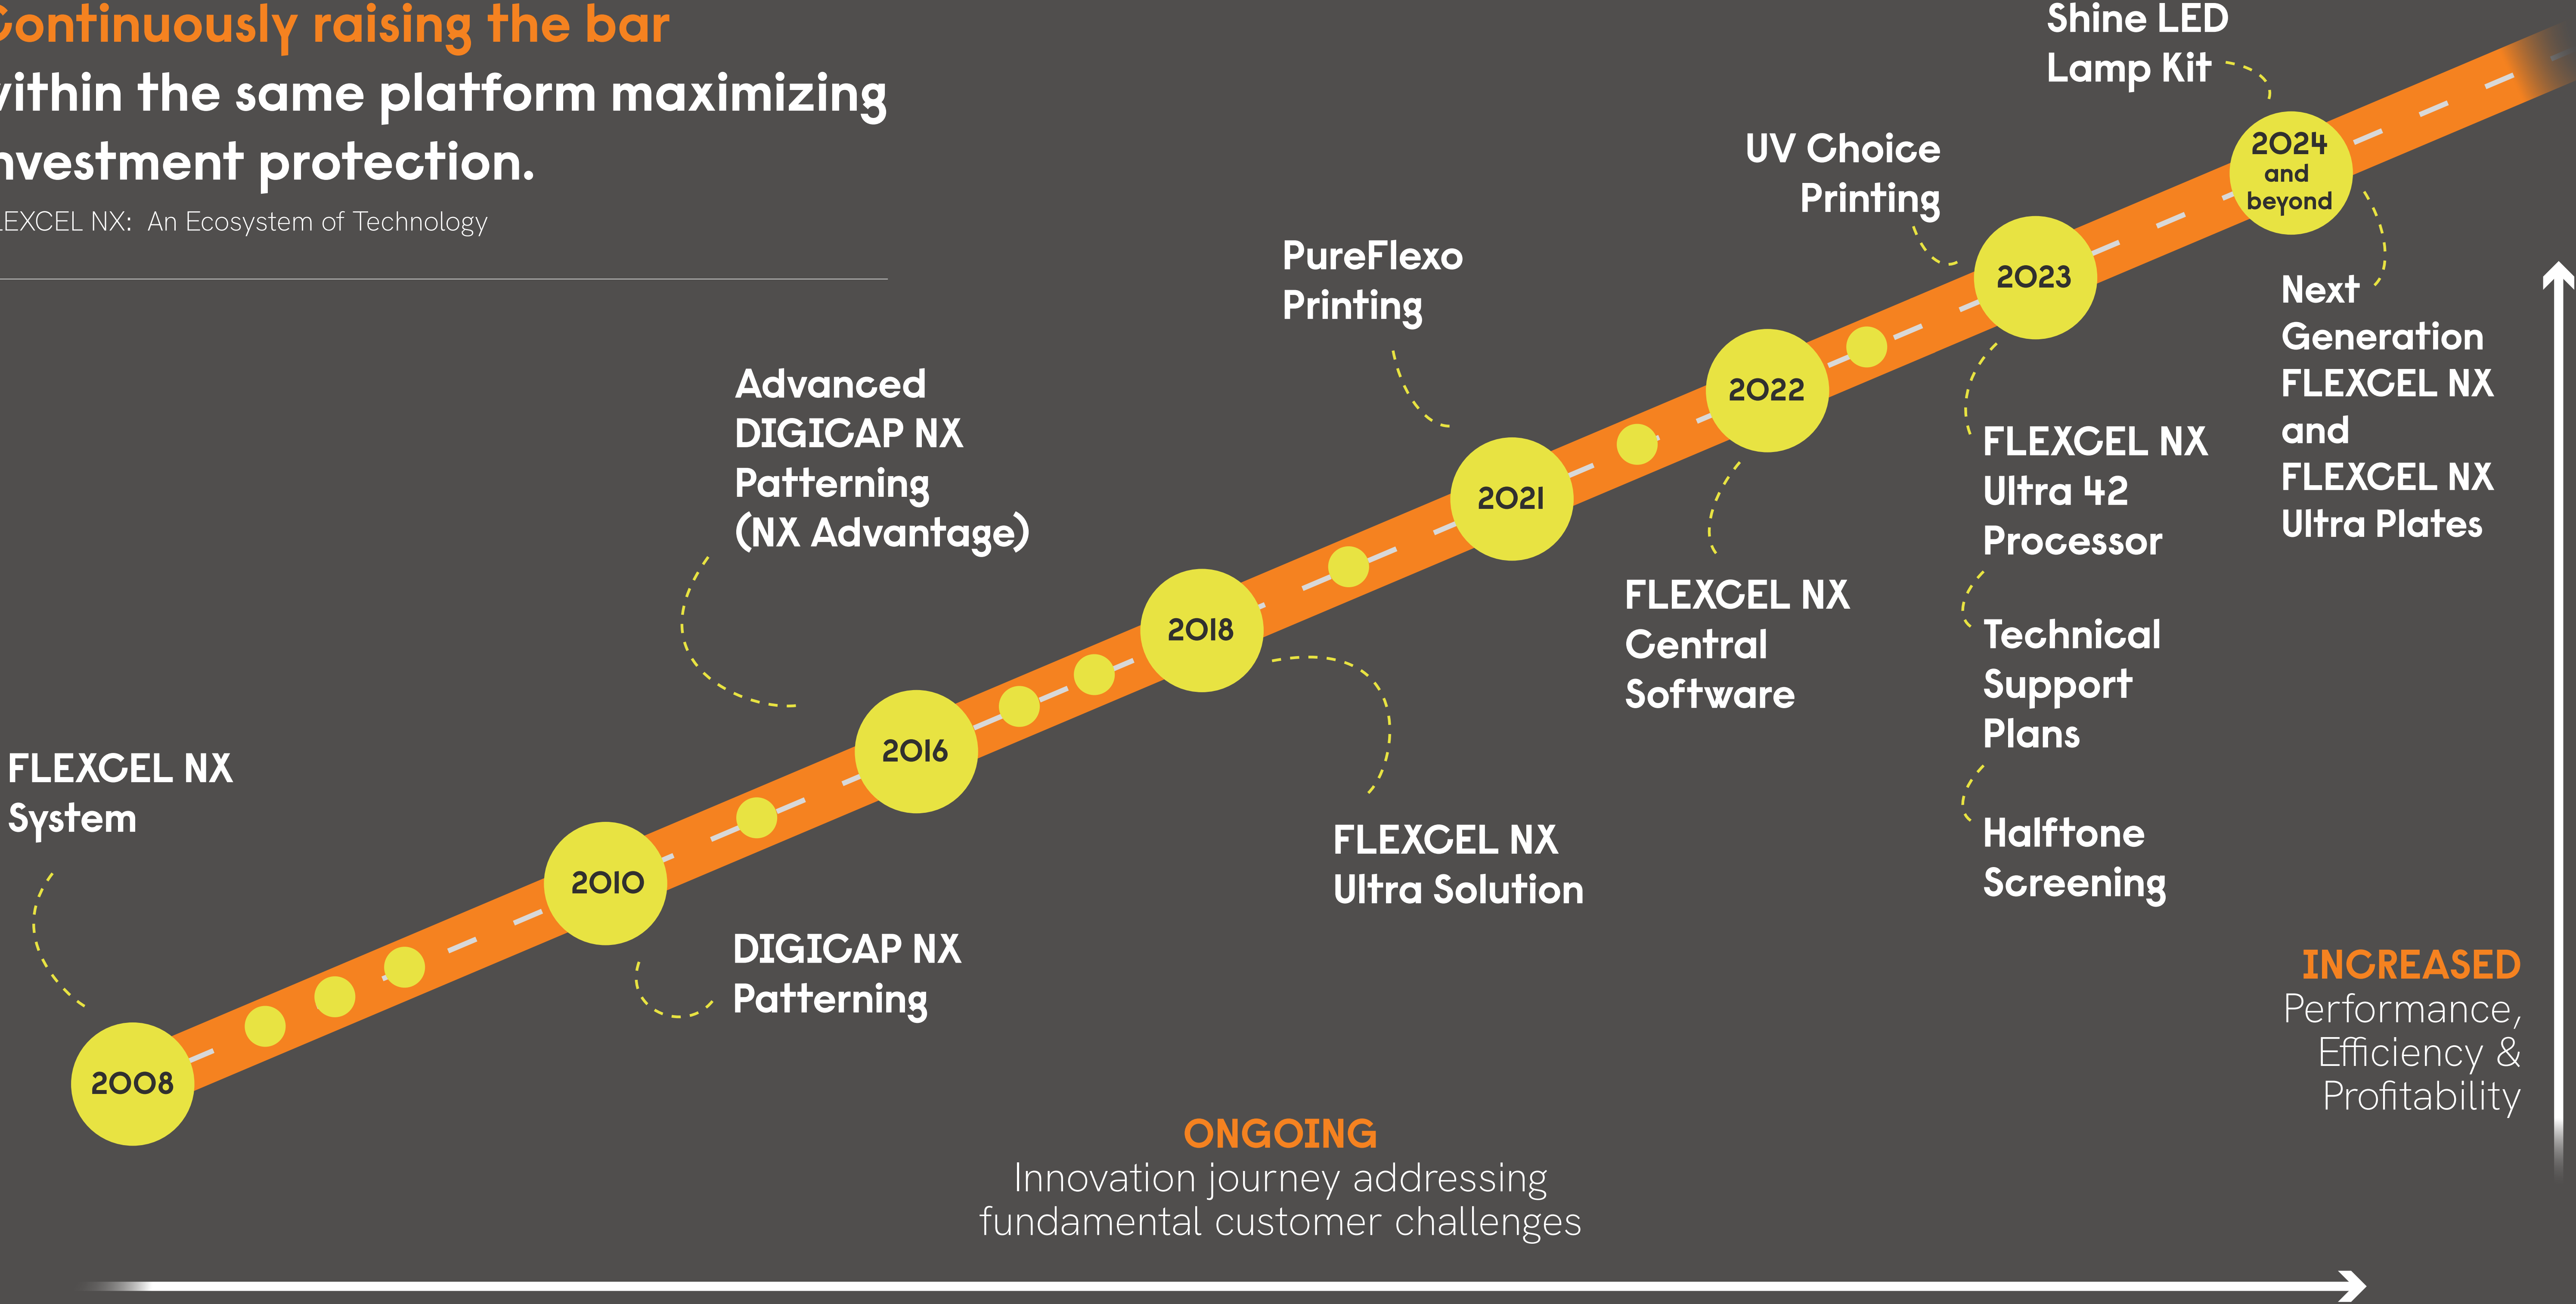 Continuously raising the bar
within the same platform maximizing
investment protection.
FLEXCEL NX: An Ecosystem of Technology
FLEXCEL NX
System
2008
2010
DIGICAP NX
Patterning
Advanced
DIGICAP NX
Patterning
(NX Advantage)
2016
2018
FLEXCEL NX
Ultra Solution
PureFlexo
Printing
2021
2022
FLEXCEL NX
Central
Software
UV Choice
Printing
2023
FLEXCEL NX
Ultra 42
Processor
Technical
Support
Plans
Halftone
Screening
Shine LED
Lamp Kit
2024
and
beyond
Next
Generation
FLEXCEL NX
and
FLEXCEL NX
Ultra Plates
INCREASED
Performance,
Efficiency &
Profitability
ONGOING
Innovation journey addressing
fundamental customer challenges